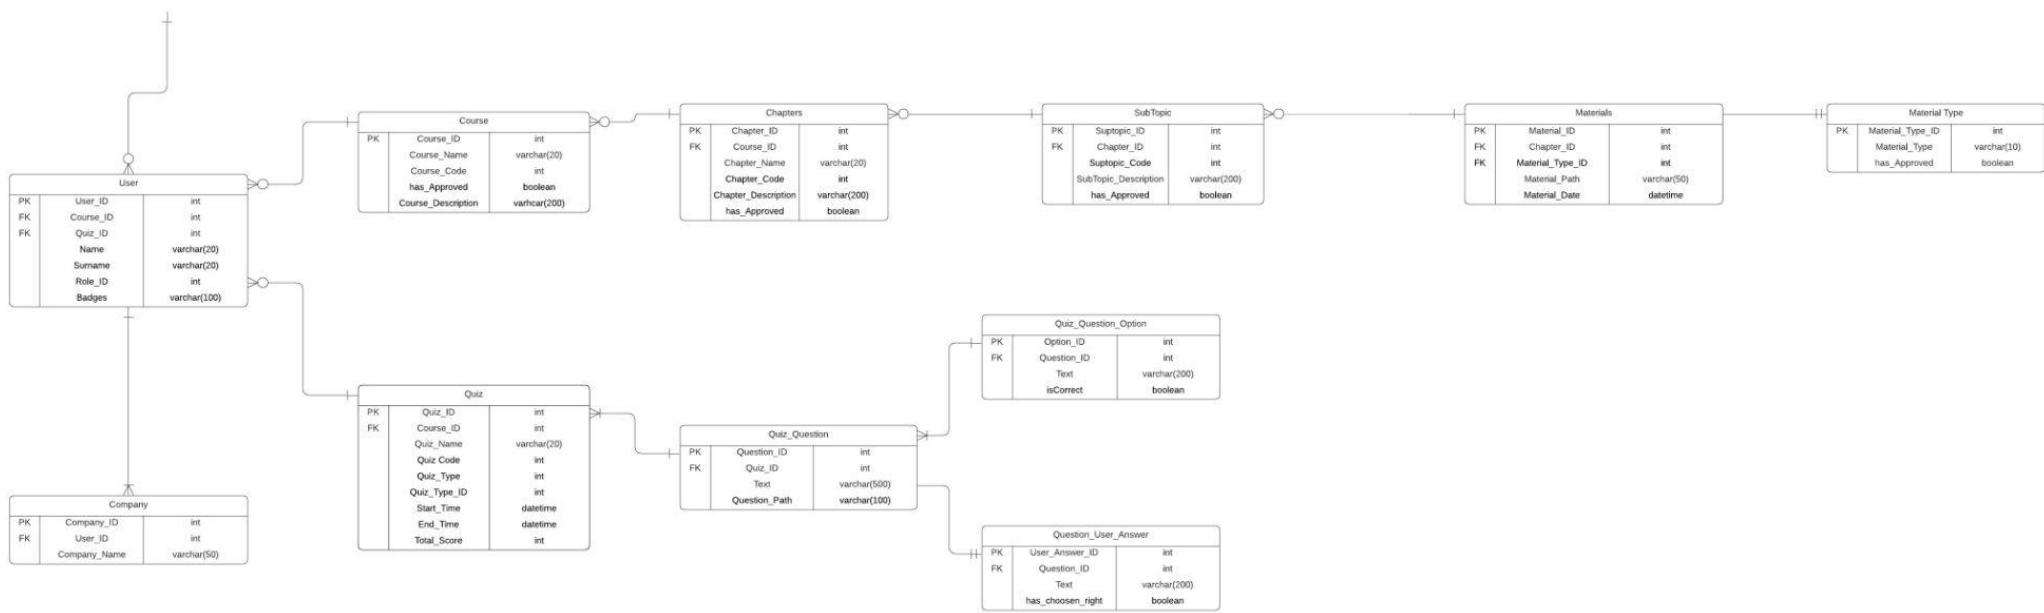 User
PK User_ID int
FK Course_ID int
FK Quiz_ID int
Name varchar(20)
Surname varchar(20)
Role_ID int
Badges varchar(100)
Course
PK Course_ID int
Course_Name varchar(20)
Course_Code int
has_Approved boolean
Course_Description varhcar(200)
Chapters
PK Chapter_ID int
FK Course_ID int
Chapter_Name varchar(20)
Chapter_Code int
Chapter_Description varchar(200)
has_Approved boolean
SubTopic
PK Suptopic_ID int
FK Chapter_ID int
Suptopic_Code int
SubTopic_Description varchar(200)
has_Approved boolean
Materials
PK Material_ID int
FK Chapter_ID int
FK Material_Type_ID int
Material_Path varchar(50)
Material_Date datetime
Material Type
PK Material_Type_ID int
Material_Type varchar(10)
has_Approved boolean
Company
PK Company_ID int
FK User_ID int
Company_Name varchar(50)
Quiz
PK Quiz_ID int
FK Course_ID int
Quiz_Name varchar(20)
Quiz Code int
Quiz_Type int
Quiz_Type_ID int
Start_Time datetime
End_Time datetime
Total_Score int
Quiz_Question
PK Question_ID int
FK Quiz_ID int
Text varchar(500)
Question_Path varchar(100)
Quiz_Question_Option
PK Option_ID int
FK Question_ID int
Text varchar(200)
isCorrect boolean
Question_User_Answer
PK User_Answer_ID int
FK Question_ID int
Text varchar(200)
has_choosen_right boolean